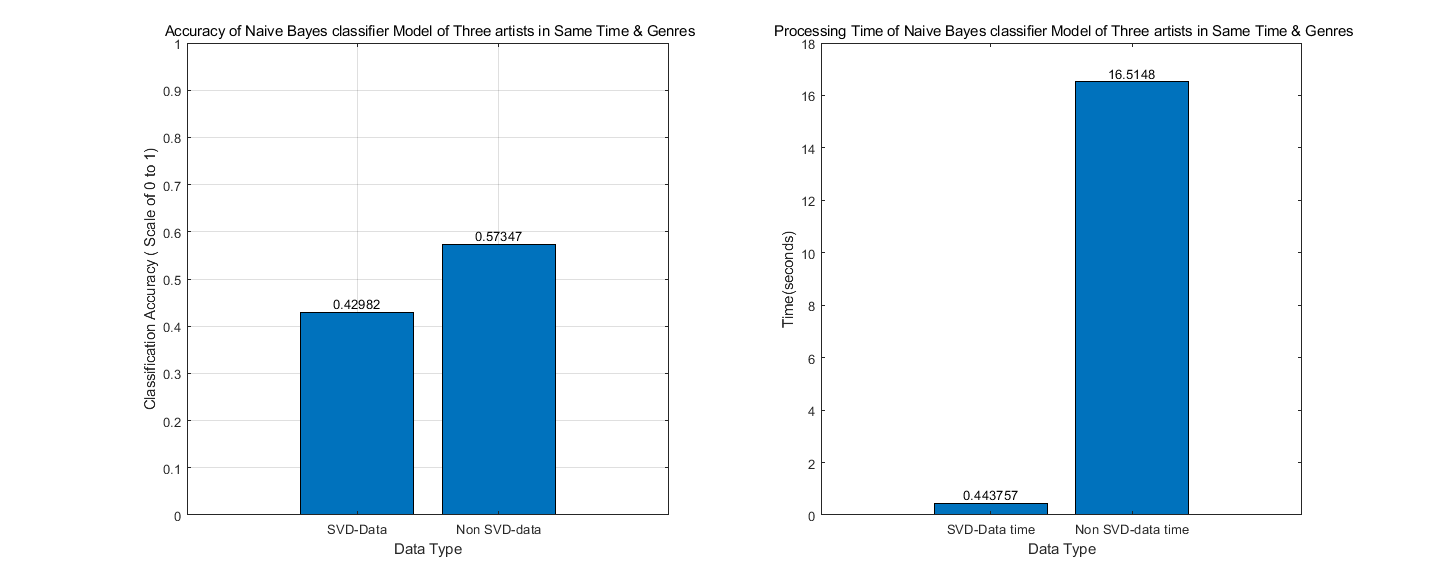 Accuracy of Naive Bayes classifier Model of Three artists in Same Time & Genres
1
0.9
0.8
0.7
0.6
0.5
0.4
0.3
0.2
0.1
0
Classification Accuracy ( Scale of 0 to 1)
0.42982
0.57347
SVD-Data
Non SVD-data
Data Type
Processing Time of Naive Bayes classifier Model of Three artists in Same Time & Genres
18
16
14
12
10
8
6
4
2
0
Time(seconds)
0.443757
16.5148
SVD-Data time
Non SVD-data time
Data Type